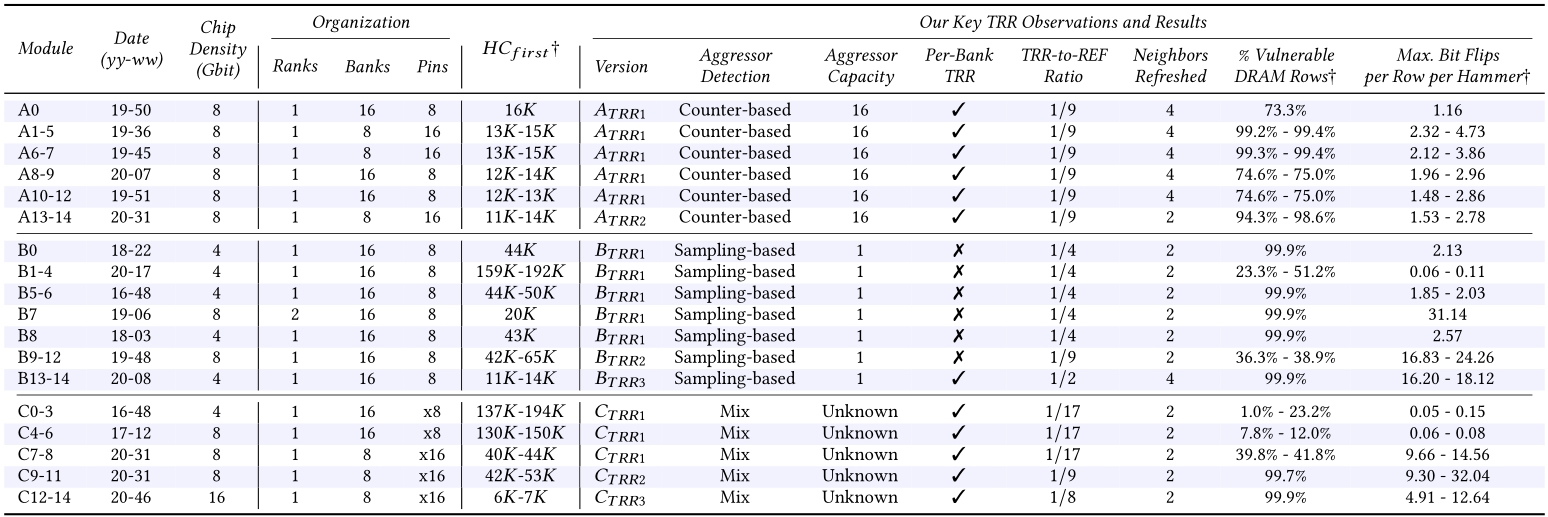 Module Date (yy-ww) Chip Density (Gbit) Organization HC_first† Our Key TRR Observations and Results
Ranks Banks Pins Version Aggressor Detection Aggressor Capacity Per-Bank TRR TRR-to-REF Ratio Neighbors Refreshed % Vulnerable DRAM Rows† Max. Bit Flips per Row per Hammer†
A0 19-50 8 1 16 8 16K A_TRR1 Counter-based 16 ✓ 1/9 4 73.3% 1.16
A1-5 19-36 8 1 8 16 13K-15K A_TRR1 Counter-based 16 ✓ 1/9 4 99.2% - 99.4% 2.32 - 4.73
A6-7 19-45 8 1 8 16 13K-15K A_TRR1 Counter-based 16 ✓ 1/9 4 99.3% - 99.4% 2.12 - 3.86
A8-9 20-07 8 1 16 8 12K-14K A_TRR1 Counter-based 16 ✓ 1/9 4 74.6% - 75.0% 1.96 - 2.96
A10-12 19-51 8 1 16 8 12K-13K A_TRR1 Counter-based 16 ✓ 1/9 4 74.6% - 75.0% 1.48 - 2.86
A13-14 20-31 8 1 8 16 11K-14K A_TRR2 Counter-based 16 ✓ 1/9 2 94.3% - 98.6% 1.53 - 2.78
B0 18-22 4 1 16 8 44K B_TRR1 Sampling-based 1 ✗ 1/4 2 99.9% 2.13
B1-4 20-17 4 1 16 8 159K-192K B_TRR1 Sampling-based 1 ✗ 1/4 2 23.3% - 51.2% 0.06 - 0.11
B5-6 16-48 4 1 16 8 44K-50K B_TRR1 Sampling-based 1 ✗ 1/4 2 99.9% 1.85 - 2.03
B7 19-06 8 2 16 8 20K B_TRR1 Sampling-based 1 ✗ 1/4 2 99.9% 31.14
B8 18-03 4 1 16 8 43K B_TRR1 Sampling-based 1 ✗ 1/4 2 99.9% 2.57
B9-12 19-48 8 1 16 8 42K-65K B_TRR2 Sampling-based 1 ✗ 1/9 2 36.3% - 38.9% 16.83 - 24.26
B13-14 20-08 4 1 16 8 11K-14K B_TRR3 Sampling-based 1 ✓ 1/2 4 99.9% 16.20 - 18.12
C0-3 16-48 4 1 16 x8 137K-194K C_TRR1 Mix Unknown ✓ 1/17 2 1.0% - 23.2% 0.05 - 0.15
C4-6 17-12 8 1 16 x8 130K-150K C_TRR1 Mix Unknown ✓ 1/17 2 7.8% - 12.0% 0.06 - 0.08
C7-8 20-31 8 1 8 x16 40K-44K C_TRR1 Mix Unknown ✓ 1/17 2 39.8% - 41.8% 9.66 - 14.56
C9-11 20-31 8 1 8 x16 42K-53K C_TRR2 Mix Unknown ✓ 1/9 2 99.7% 9.30 - 32.04
C12-14 20-46 16 1 8 x16 6K-7K C_TRR3 Mix Unknown ✓ 1/8 2 99.9% 4.91 - 12.64